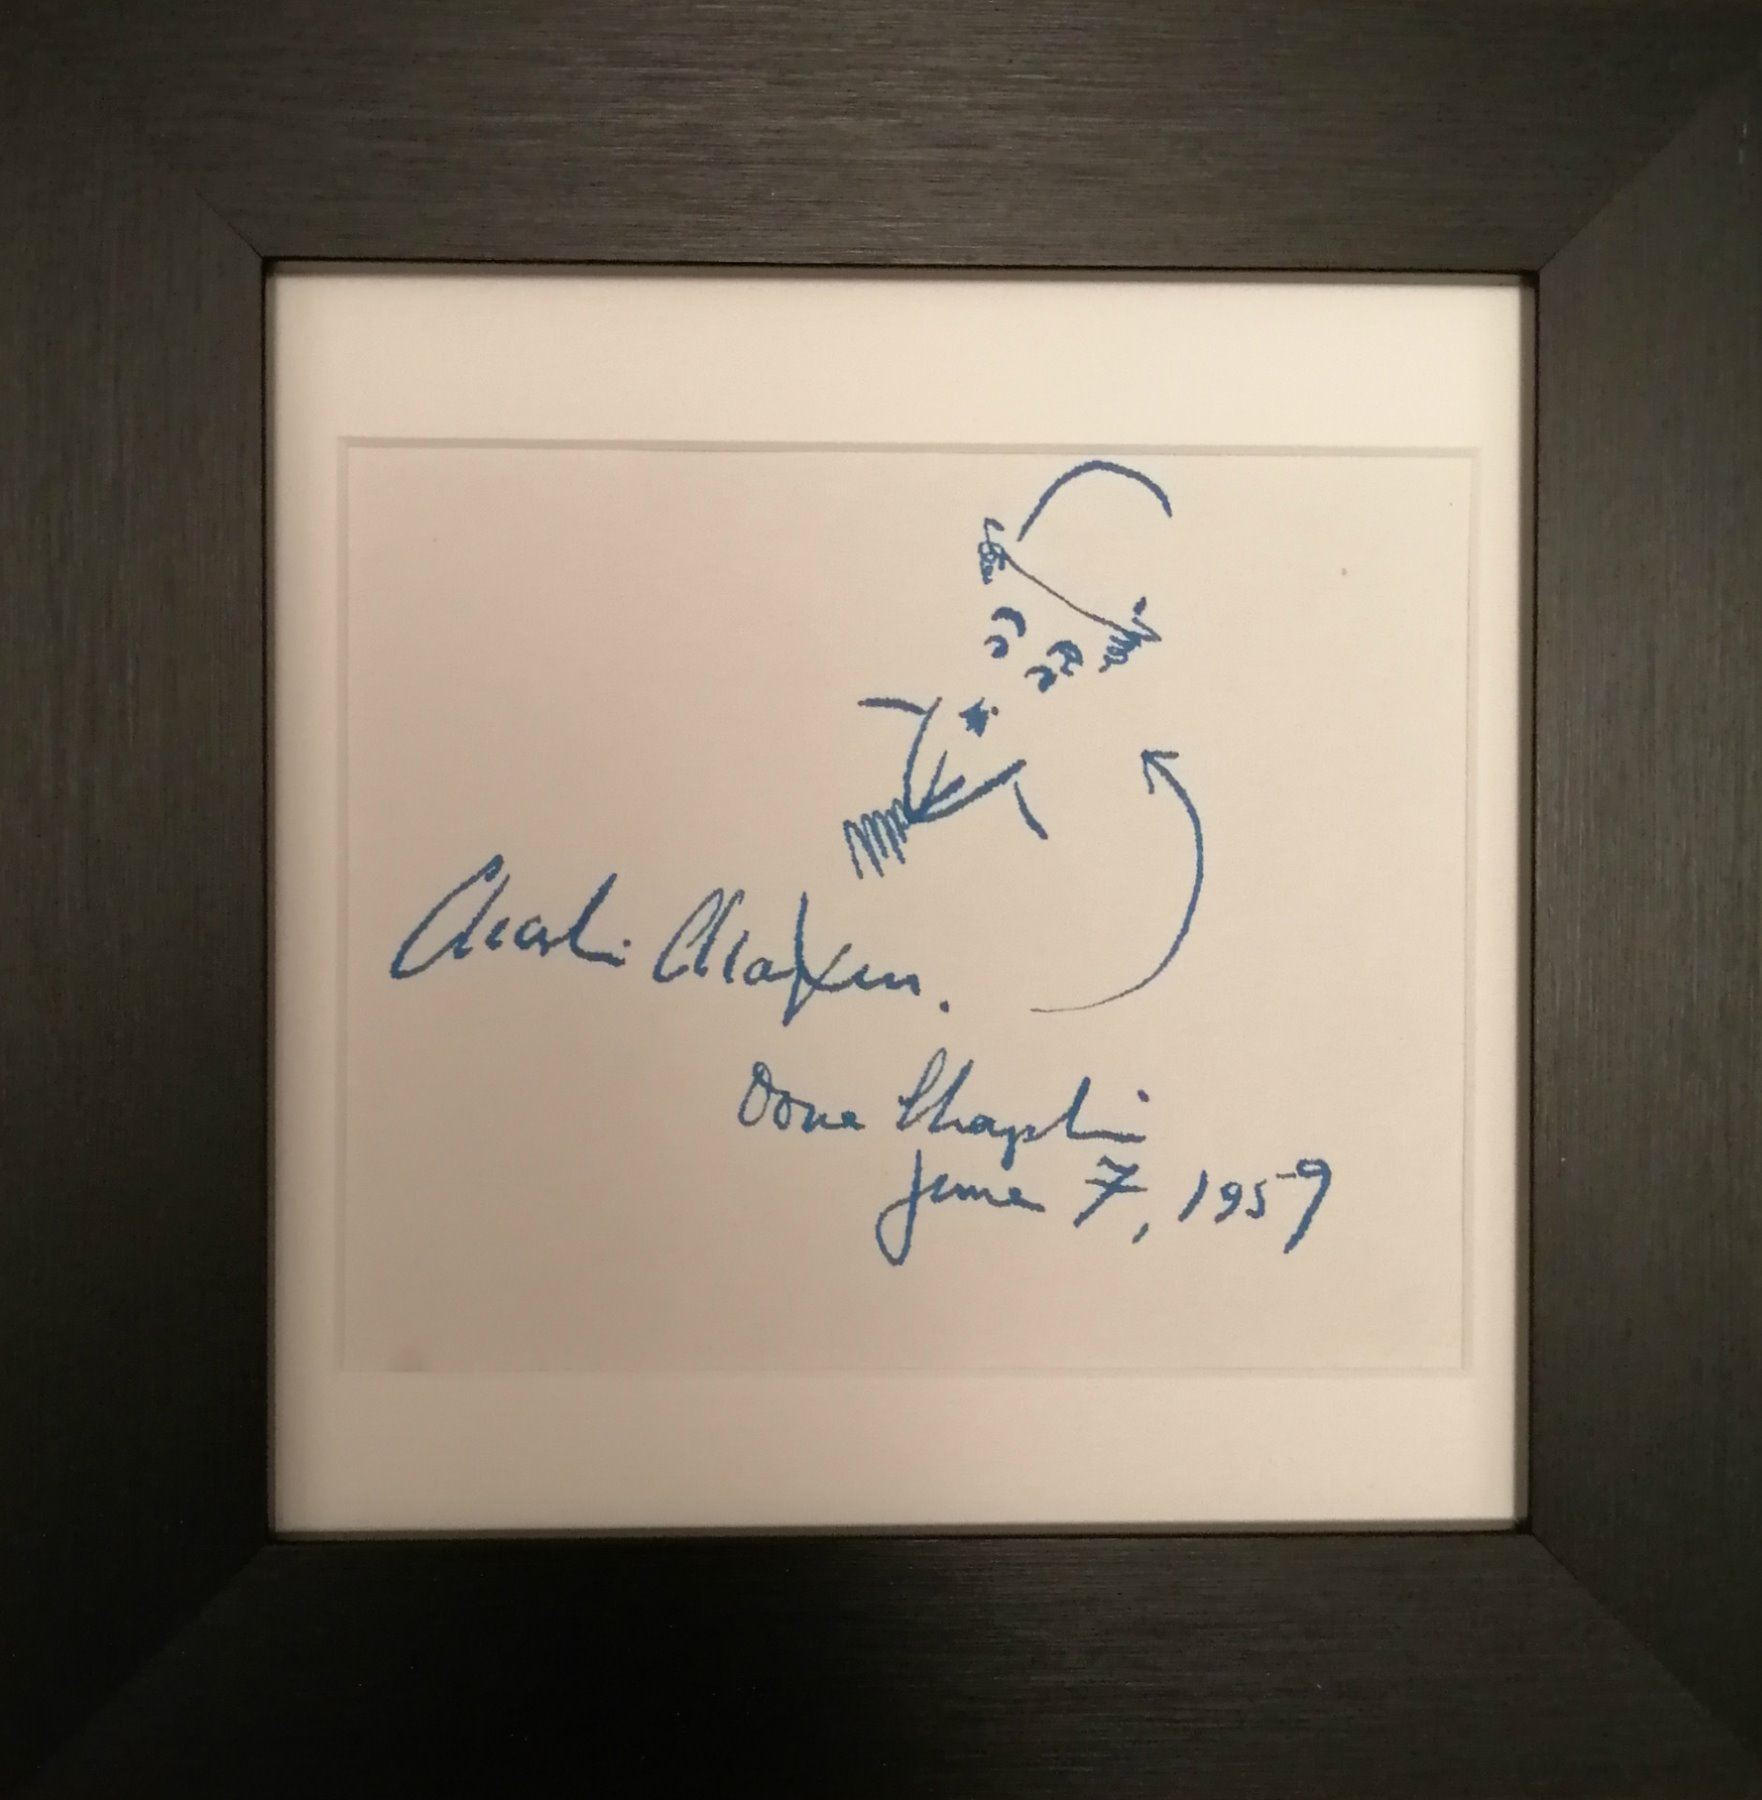 Charlie Chaplin.
Oona Chaplin
June 7, 1959